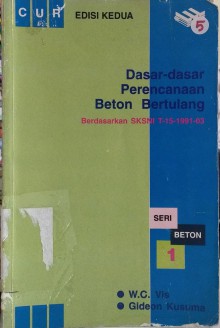 CUR
EDISI KEDUA
5
Dasar-dasar
Perencanaan
Beton Bertulang
Berdasarkan SKSNI T-15-1991-03
SERI
BETON
1
W.C. Vis
Gideon Kusuma